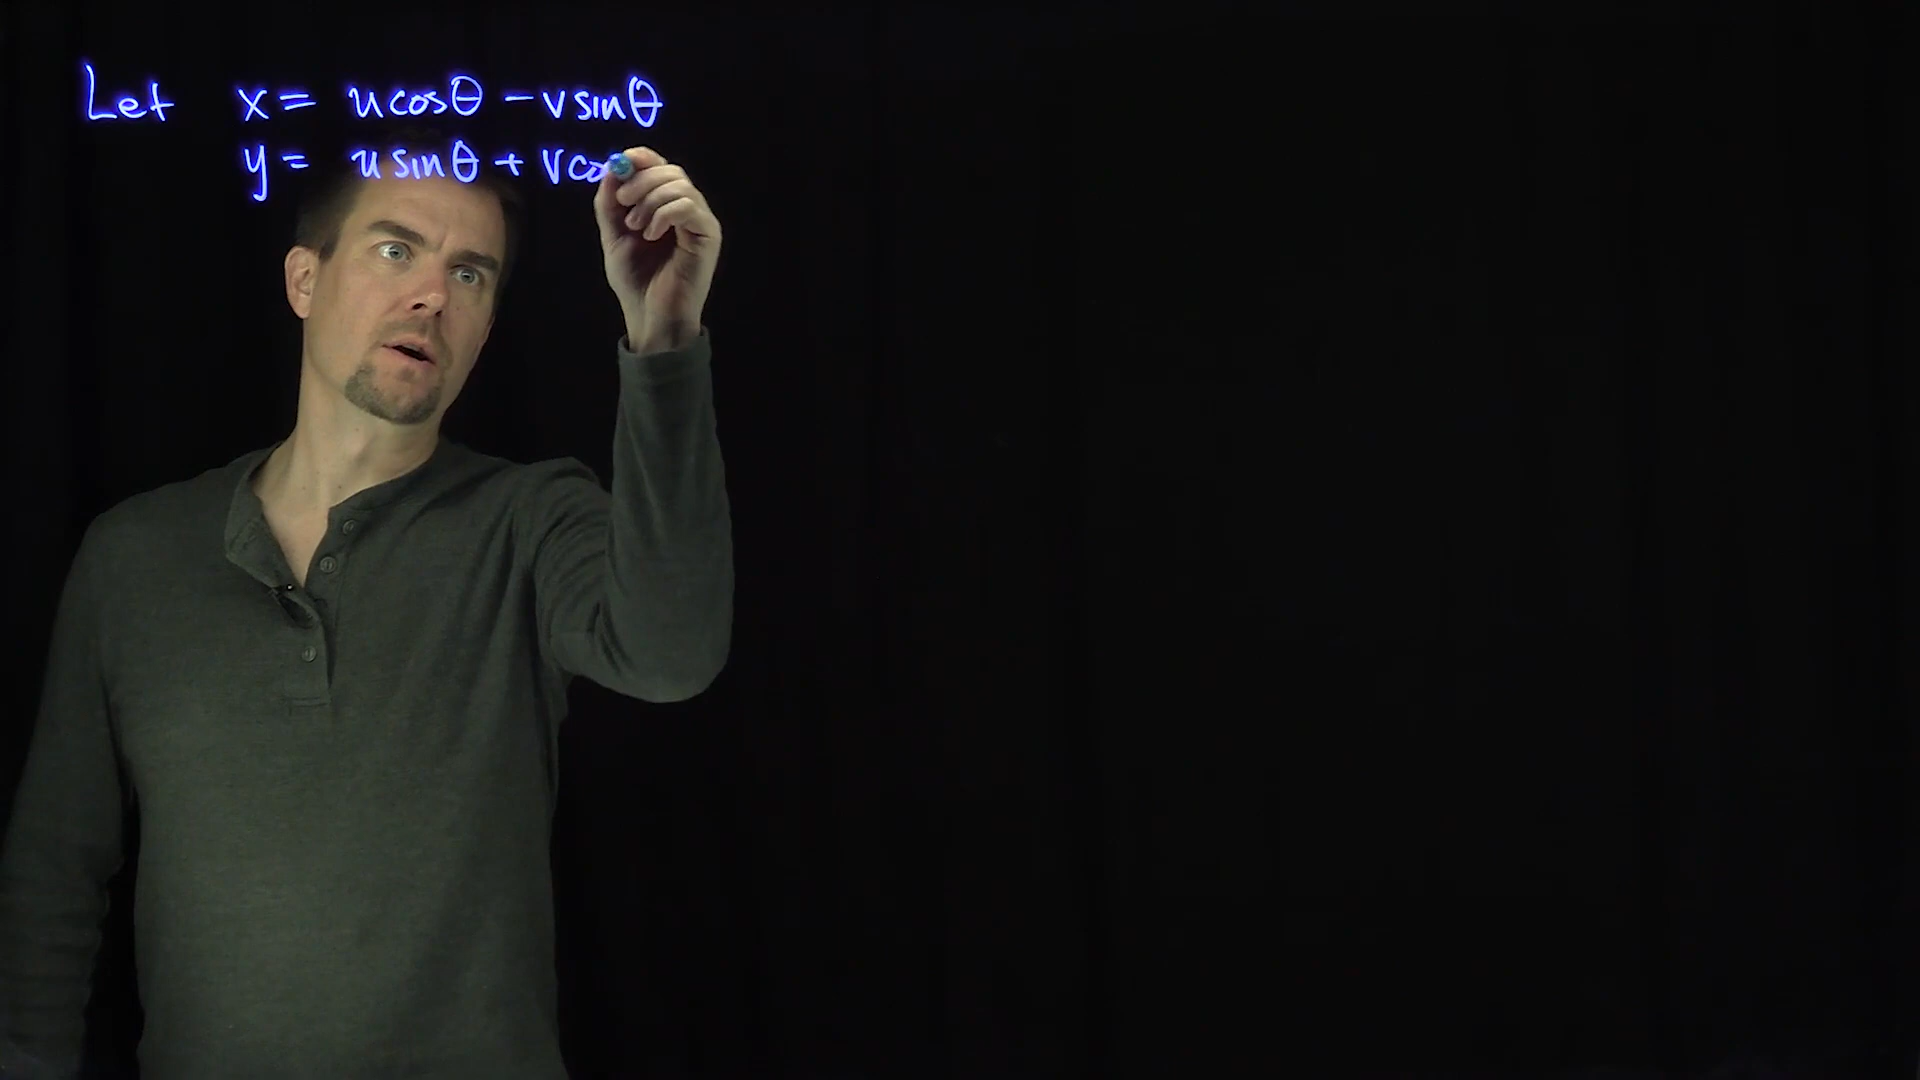 Let x = u cosθ - v sinθ
y = u sinθ + v co